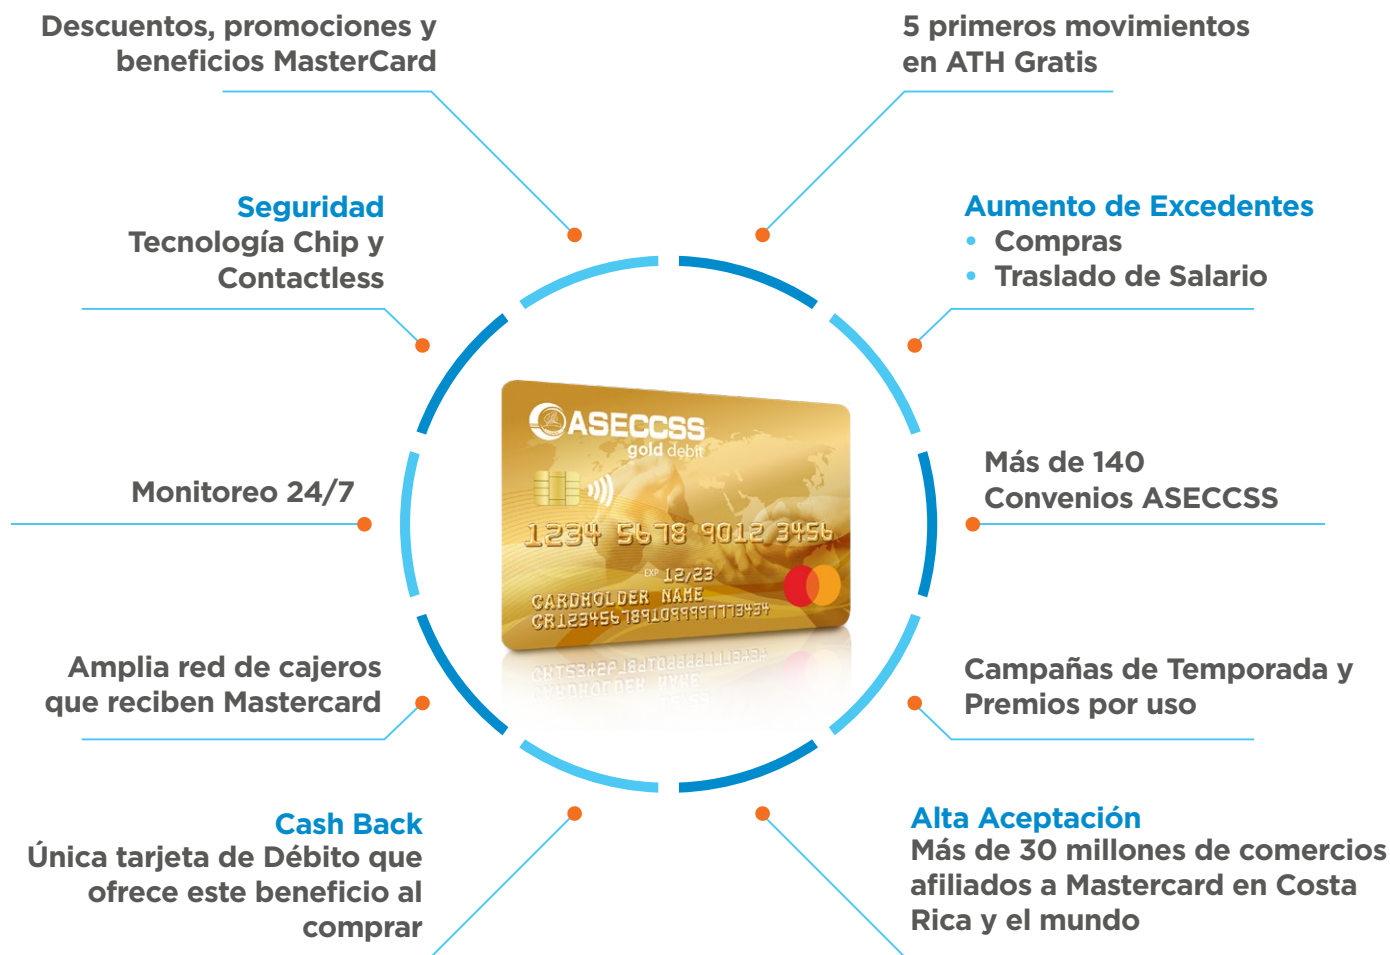 Descuentos, promociones y
beneficios MasterCard
5 primeros movimientos
en ATH Gratis
Seguridad
Tecnología Chip y
Contactless
Aumento de Excedentes
• Compras
• Traslado de Salario
Monitoreo 24/7
Más de 140
Convenios ASECCSS
ASECCSS
gold debit
1234 5678 9012 3456
EXP 12/23
CARDHOLDER NAME
Amplia red de cajeros
que reciben Mastercard
Campañas de Temporada y
Premios por uso
Cash Back
Única tarjeta de Débito que
ofrece este beneficio al
comprar
Alta Aceptación
Más de 30 millones de comercios
afiliados a Mastercard en Costa
Rica y el mundo